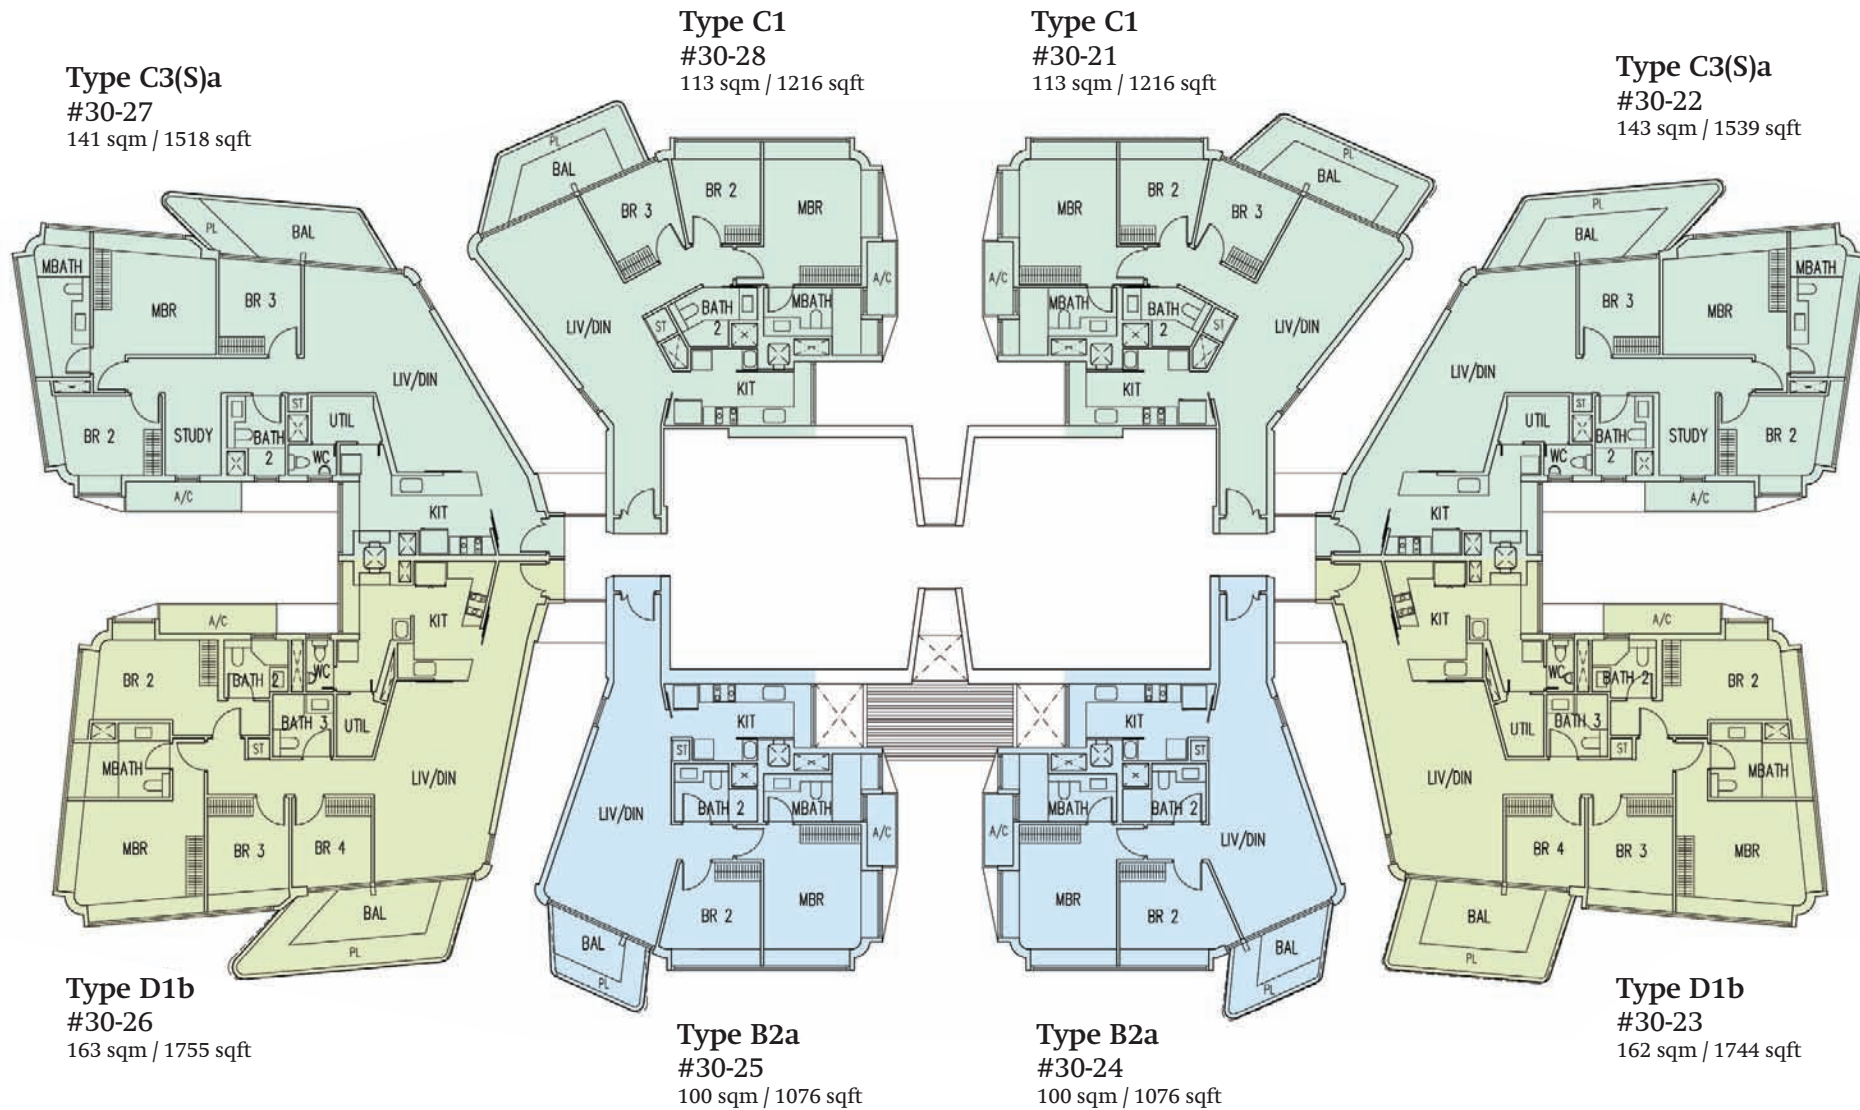 Type C3(S)a
#30-27
141 sqm / 1518 sqft
Type C1
#30-28
113 sqm / 1216 sqft
Type C1
#30-21
113 sqm / 1216 sqft
Type C3(S)a
#30-22
143 sqm / 1539 sqft
PL
BAL
MBATH
MBR
BR 3
LIV/DIN
BR 2
STUDY
BATH
2
ST
UTIL
WC
A/C
KIT
PL
BAL
BR 3
BR 2
MBR
A/C
LIV/DIN
ST
BATH
2
MBATH
KIT
PL
BAL
MBR
BR 2
BR 3
A/C
MBATH
BATH
2
ST
LIV/DIN
KIT
PL
BAL
MBATH
BR 3
MBR
LIV/DIN
UTIL
ST
BATH
2
WC
STUDY
BR 2
A/C
KIT
A/C
KIT
BR 2
BATH 2
WC
BATH 3
UTIL
ST
MBATH
LIV/DIN
MBR
BR 3
BR 4
BAL
PL
KIT
ST
BATH 2
MBATH
A/C
LIV/DIN
BR 2
MBR
BAL
PL
KIT
ST
MBATH
BATH 2
A/C
LIV/DIN
MBR
BR 2
BAL
PL
A/C
KIT
WC
BATH 2
BR 2
UTIL
BATH 3
ST
MBATH
LIV/DIN
BR 4
BR 3
MBR
BAL
PL
Type D1b
#30-26
163 sqm / 1755 sqft
Type B2a
#30-25
100 sqm / 1076 sqft
Type B2a
#30-24
100 sqm / 1076 sqft
Type D1b
#30-23
162 sqm / 1744 sqft